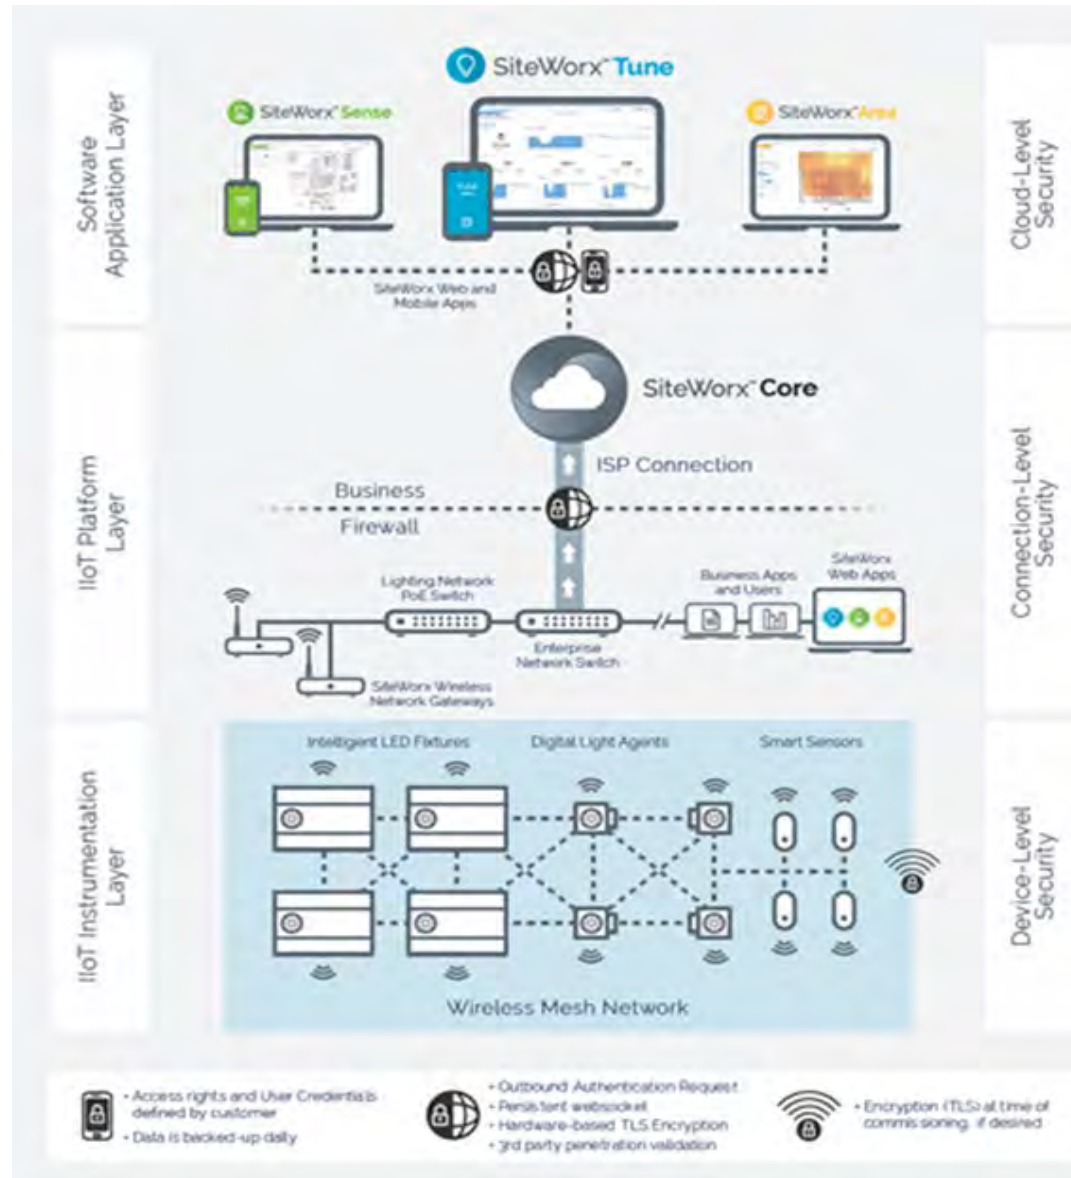 SiteWorx™ Tune
SiteWorx™ Sense
SiteWorx™ Area
Software
Application Layer
Cloud-Level
Security
SiteWorx Web and
Mobile Apps
SiteWorx™ Core
ISP Connection
Business
Firewall
IIoT Platform
Layer
Connection-Level
Security
Lighting Network
PoE Switch
Business Apps
and Users
SiteWorx
Web Apps
Enterprise
Network Switch
SiteWorx Wireless
Network Gateways
Intelligent LED Fixtures
Digital Light Agents
Smart Sensors
IIoT Instrumentation
Layer
Device-Level
Security
Wireless Mesh Network
• Access rights and User Credentials
defined by customer
• Data is backed-up daily
• Outbound Authentication Request
• Persistent websocket
• Hardware-based TLS Encryption
• 3rd party penetration validation
• Encryption (TLS) at time of
commissioning, if desired